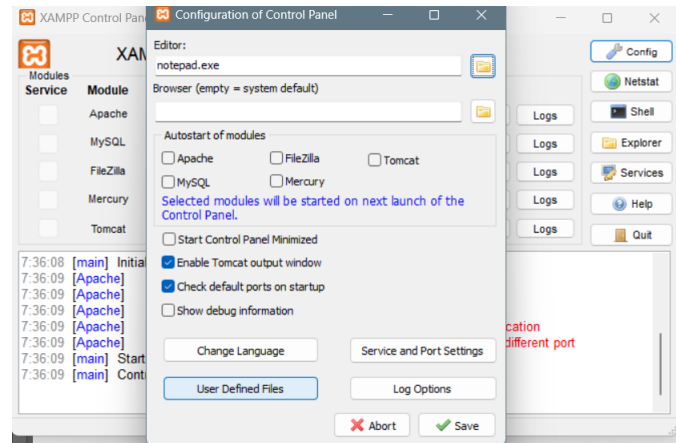 XAMPP Control Pan
Configuration of Control Panel
XAM
Config
Netstat
Shell
Explorer
Services
Help
Quit
Modules
Service
Module
Apache
Logs
MySQL
Logs
FileZilla
Logs
Mercury
Logs
Tomcat
Logs
Editor:
notepad.exe
Browser (empty = system default)
Autostart of modules
Apache
FileZilla
Tomcat
MySQL
Mercury
Selected modules will be started on next launch of the
Control Panel.
Start Control Panel Minimized
Enable Tomcat output window
Check default ports on startup
Show debug information
Change Language
Service and Port Settings
User Defined Files
Log Options
Abort
Save
7:36:08 [main] Initial
7:36:09 [Apache]
7:36:09 [Apache]
7:36:09 [Apache]
7:36:09 [Apache] cation
7:36:09 [Apache] different port
7:36:09 [main] Start
7:36:09 [main] Cont